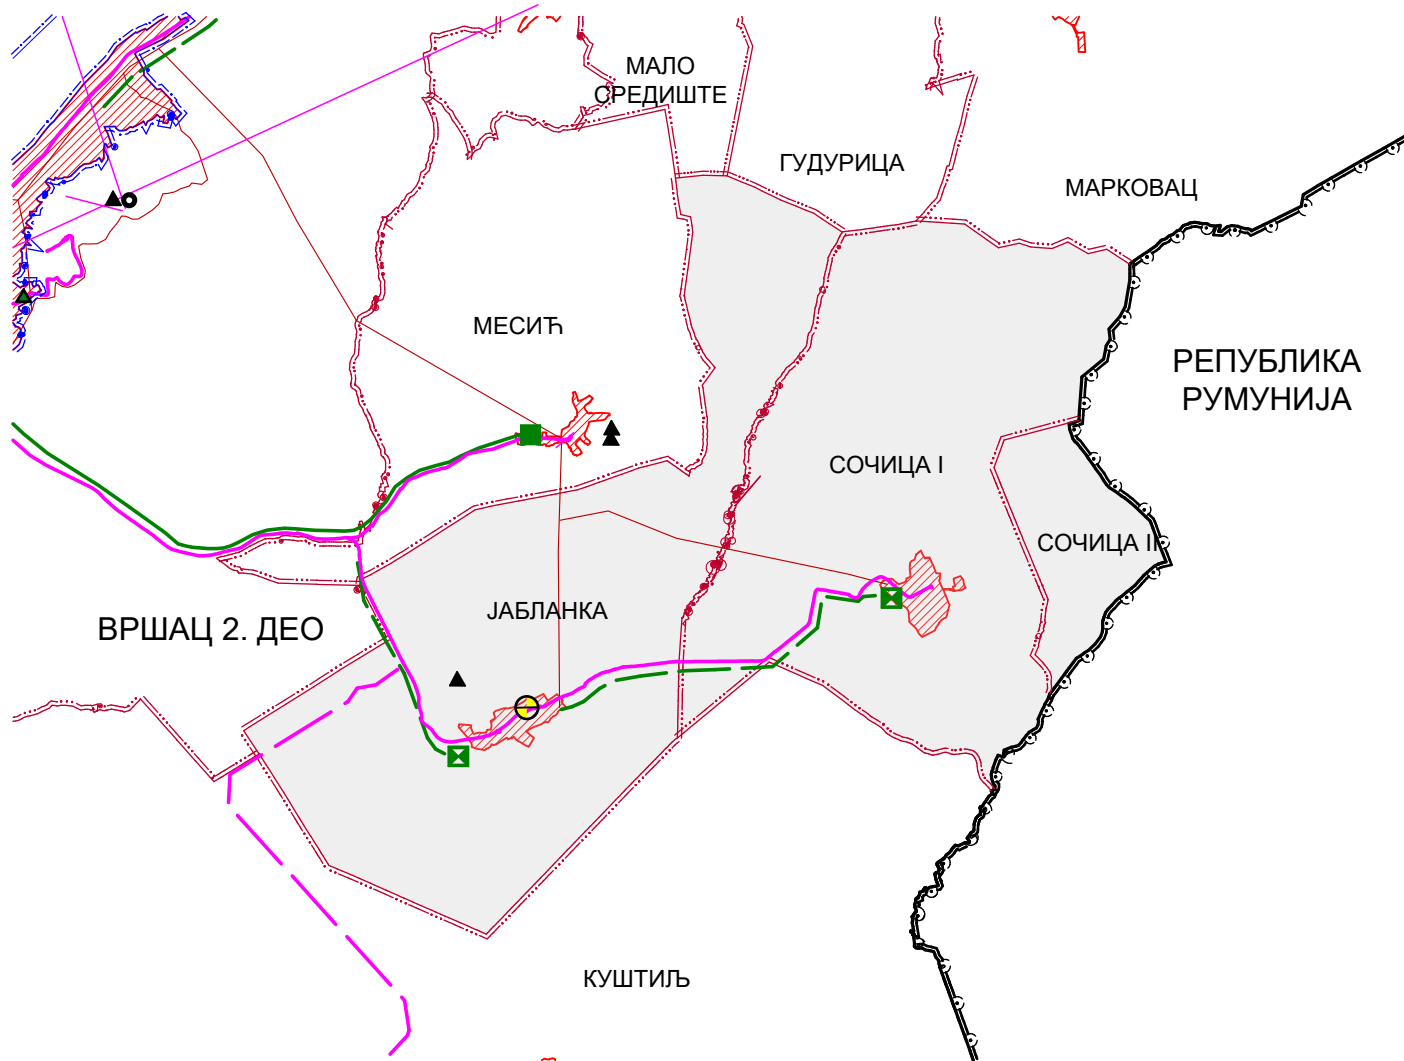 МАЛО
СРЕДИШТЕ
ГУДУРИЦА
МАРКОВАЦ
МЕСИЋ
РЕПУБЛИКА
РУМУНИЈА
СОЧИЦА I
СОЧИЦА II
ЈАБЛАНКА
ВРШАЦ 2. ДЕО
КУШТИЉ